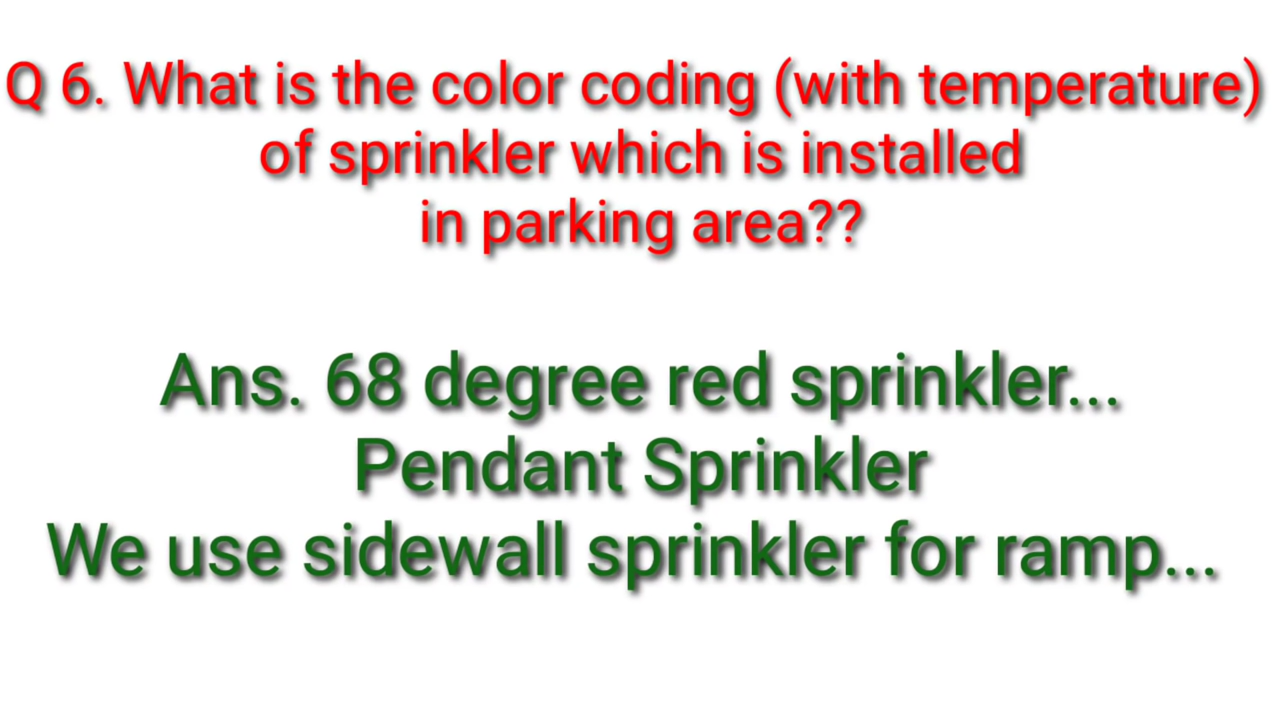 Q 6. What is the color coding (with temperature)
of sprinkler which is installed
in parking area??
Ans. 68 degree red sprinkler...
Pendant Sprinkler
We use sidewall sprinkler for ramp...